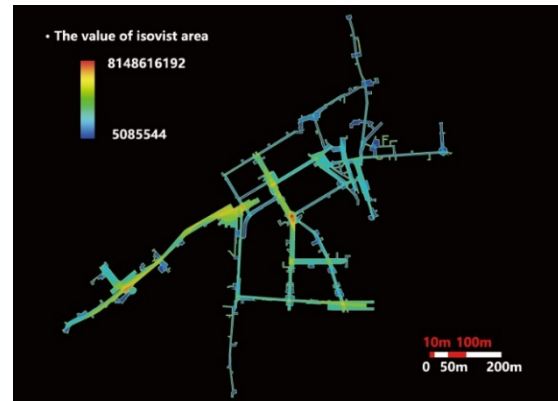 • The value of isovist area
8148616192
5085544
10m 100m
0 50m 200m